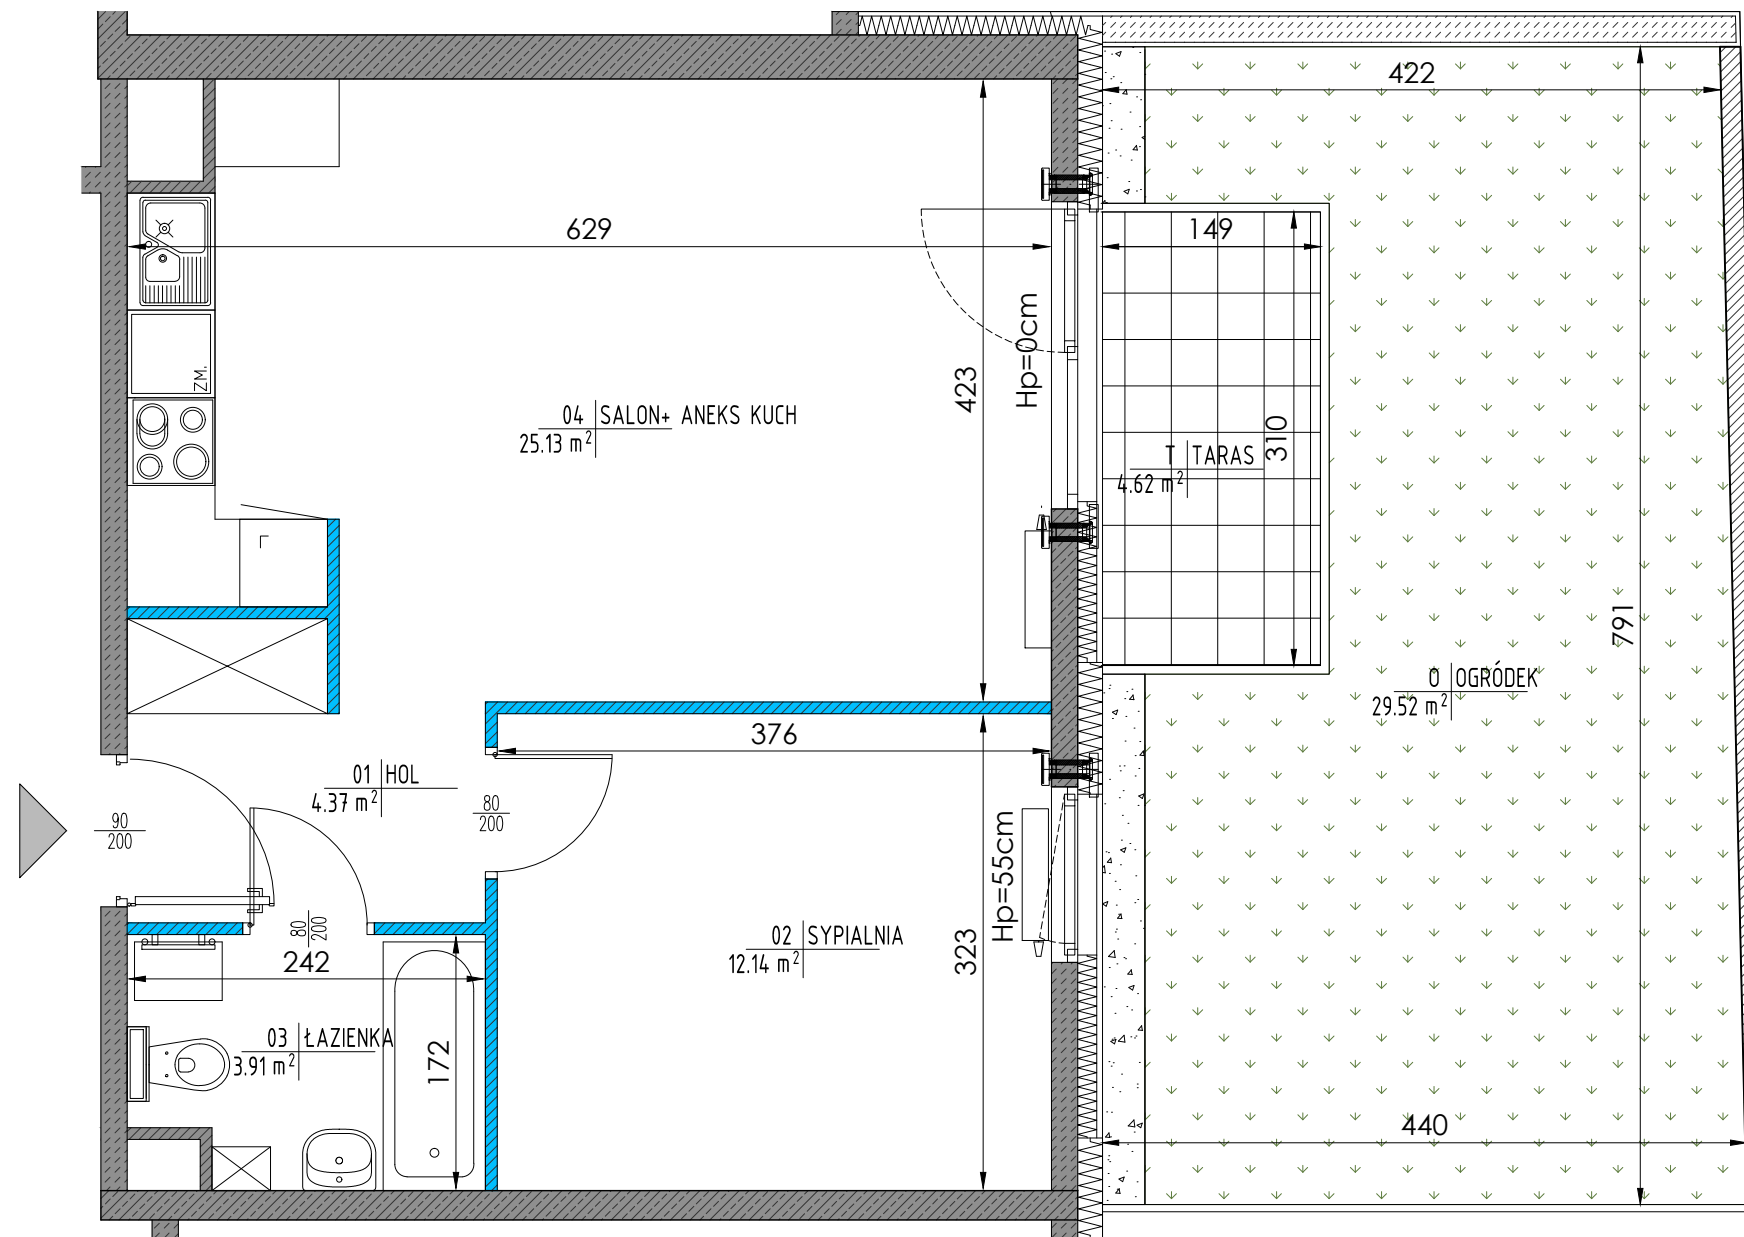 422
629
149
Hp=0cm
423
ZM.
04 SALON+ ANEKS KUCH
25.13 m²
310
T TARAS
4.62 m²
791
O OGRÓDEK
29.52 m²
376
01 HOL
4.37 m²
90
200
80
200
Hp=55cm
80
200
02 SYPIALNIA
12.14 m²
323
242
03 ŁAZIENKA
3.91 m²
172
440